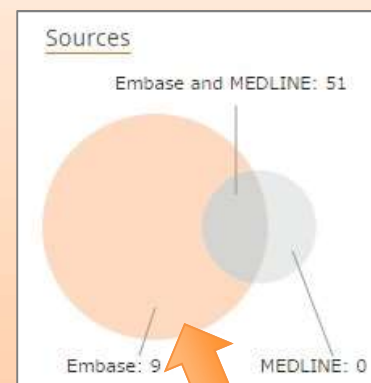 Sources
Embase and MEDLINE: 51
Embase: 9
MEDLINE: 0